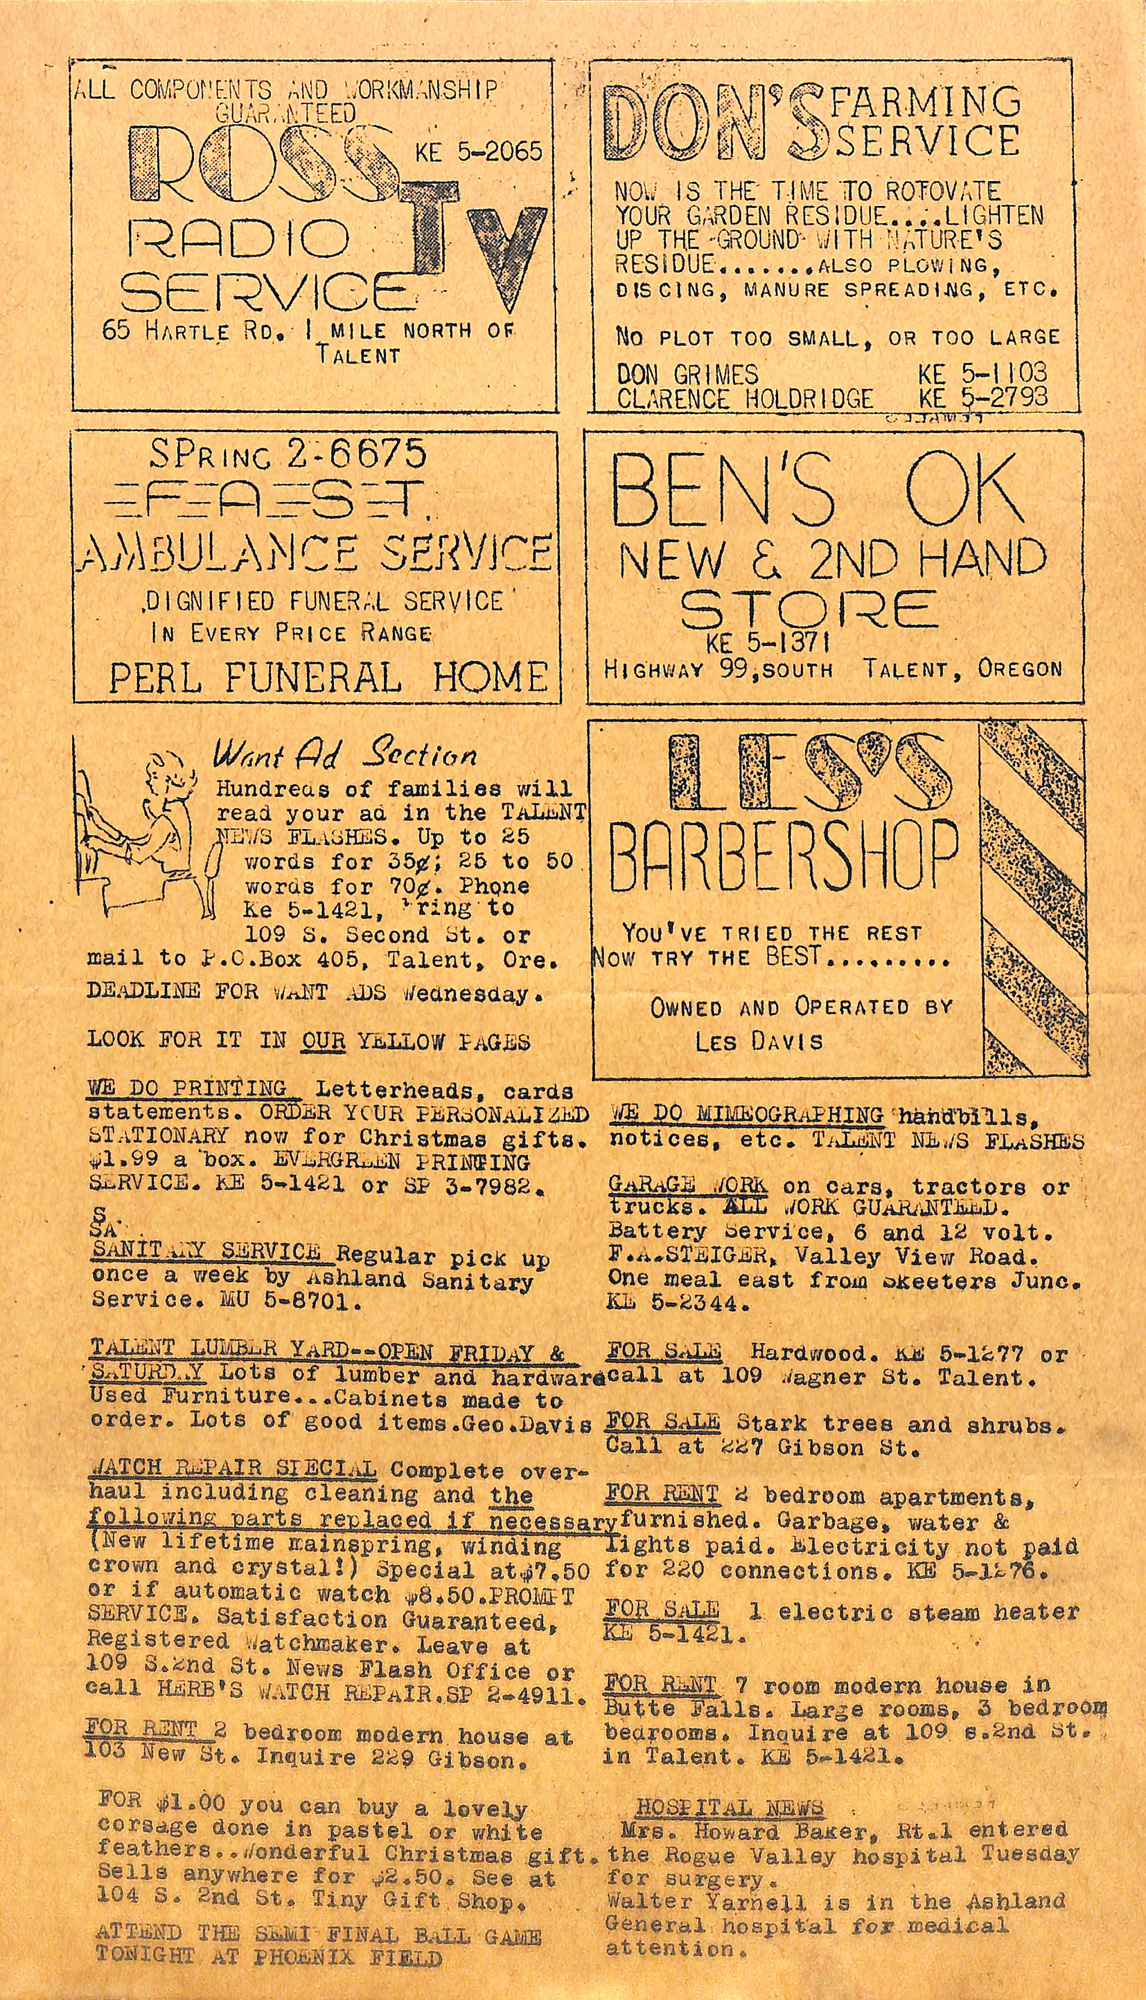 ALL COMPONENTS AND WORKMANSHIP
GUARANTEED
ROSS
KE 5-2065
TV
RADIO
SERVICE
65 HARTLE RD. 1 MILE NORTH OF
TALENT
DON'S FARMING
SERVICE
NOW IS THE TIME TO ROTOVATE
YOUR GARDEN RESIDUE....LIGHTEN
UP THE GROUND WITH NATURE'S
RESIDUE.......ALSO PLOWING,
DISCING, MANURE SPREADING, ETC.
NO PLOT TOO SMALL, OR TOO LARGE
DON GRIMES KE 5-1103
CLARENCE HOLDRIDGE KE 5-2793
SPRING 2-6675
FAST
AMBULANCE SERVICE
DIGNIFIED FUNERAL SERVICE
IN EVERY PRICE RANGE
PERL FUNERAL HOME
BEN'S OK
NEW & 2ND HAND
STORE
KE 5-1371
HIGHWAY 99,SOUTH TALENT, OREGON
Want Ad Section
Hundreds of families will
read your ad in the TALENT
NEWS FLASHES. Up to 25
words for 35¢; 25 to 50
words for 70¢. Phone
Ke 5-1421, bring to
109 S. Second St. or
mail to P.O.Box 405, Talent, Ore.
DEADLINE FOR WANT ADS Wednesday.
LOOK FOR IT IN OUR YELLOW PAGES
WE DO PRINTING Letterheads, cards
statements. ORDER YOUR PERSONALIZED
STATIONARY now for Christmas gifts.
$1.99 a box. EVERGREEN PRINTING
SERVICE. KE 5-1421 or SP 3-7982.
S.
SA
SANITARY SERVICE Regular pick up
once a week by Ashland Sanitary
Service. MU 5-8701.
TALENT LUMBER YARD--OPEN FRIDAY &
SATURDAY Lots of lumber and hardware
Used Furniture...Cabinets made to
order. Lots of good items.Geo.Davis
WATCH REPAIR SPECIAL Complete over-
haul including cleaning and the
following parts replaced if necessary
(New lifetime mainspring, winding
crown and crystal!) Special at$7.50
or if automatic watch $8.50.PROMPT
SERVICE. Satisfaction Guaranteed,
Registered Watchmaker. Leave at
109 S.2nd St. News Flash Office or
call HERB'S WATCH REPAIR.SP 2-4911.
FOR RENT 2 bedroom modern house at
103 New St. Inquire 229 Gibson.
FOR $1.00 you can buy a lovely
corsage done in pastel or white
feathers..Wonderful Christmas gift.
Sells anywhere for $2.50. See at
104 S. 2nd St. Tiny Gift Shop.
ATTEND THE SEMI FINAL BALL GAME
TONIGHT AT PHOENIX FIELD
LES'S
BARBERSHOP
YOU'VE TRIED THE REST
NOW TRY THE BEST.........
OWNED AND OPERATED BY
LES DAVIS
WE DO MIMEOGRAPHING handbills,
notices, etc. TALENT NEWS FLASHES
GARAGE WORK on cars, tractors or
trucks. ALL WORK GUARANTEED.
Battery Service, 6 and 12 volt.
F.A.STEIGER, Valley View Road.
One meal east from Skeeters Junc.
KE 5-2344.
FOR SALE Hardwood. KE 5-1277 or
call at 109 Wagner St. Talent.
FOR SALE Stark trees and shrubs.
Call at 227 Gibson St.
FOR RENT 2 bedroom apartments,
furnished. Garbage, water &
lights paid. Electricity not paid
for 220 connections. KE 5-1276.
FOR SALE 1 electric steam heater
KE 5-1421.
FOR RENT 7 room modern house in
Butte Falls. Large rooms, 3 bedroom
bedrooms. Inquire at 109 s.2nd St.
in Talent. KE 5-1421.
HOSPITAL NEWS
Mrs. Howard Baker, Rt.1 entered
the Rogue Valley hospital Tuesday
for surgery.
Walter Yarnell is in the Ashland
General hospital for medical
attention.